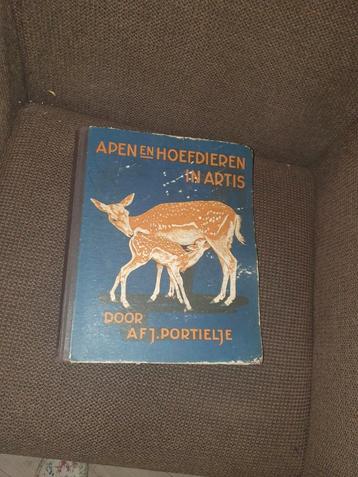 APEN EN HOEFDIEREN
IN ARTIS
DOOR
A.F.J. PORTIELJE